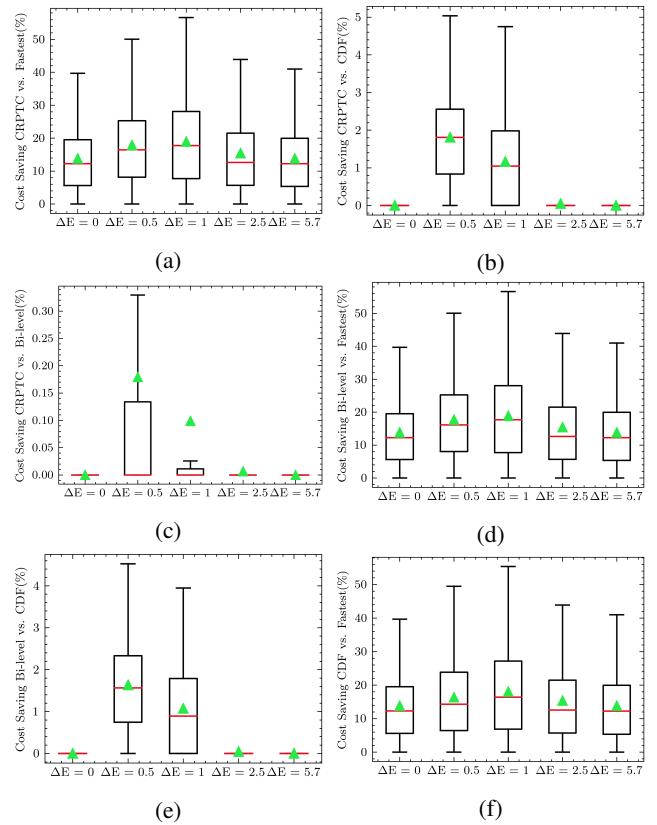 Cost Saving CRPTC vs. Fastest(%)
50
40
30
20
10
0
ΔE = 0 ΔE = 0.5 ΔE = 1 ΔE = 2.5 ΔE = 5.7
(a)
Cost Saving CRPTC vs. CDF(%)
5
4
3
2
1
0
ΔE = 0 ΔE = 0.5 ΔE = 1 ΔE = 2.5 ΔE = 5.7
(b)
Cost Saving CRPTC vs. Bi-level(%)
0.30
0.25
0.20
0.15
0.10
0.05
0.00
ΔE = 0 ΔE = 0.5 ΔE = 1 ΔE = 2.5 ΔE = 5.7
(c)
Cost Saving Bi-level vs. Fastest(%)
50
40
30
20
10
0
ΔE = 0 ΔE = 0.5 ΔE = 1 ΔE = 2.5 ΔE = 5.7
(d)
Cost Saving Bi-level vs. CDF(%)
4
3
2
1
0
ΔE = 0 ΔE = 0.5 ΔE = 1 ΔE = 2.5 ΔE = 5.7
(e)
Cost Saving CDF vs. Fastest(%)
50
40
30
20
10
0
ΔE = 0 ΔE = 0.5 ΔE = 1 ΔE = 2.5 ΔE = 5.7
(f)